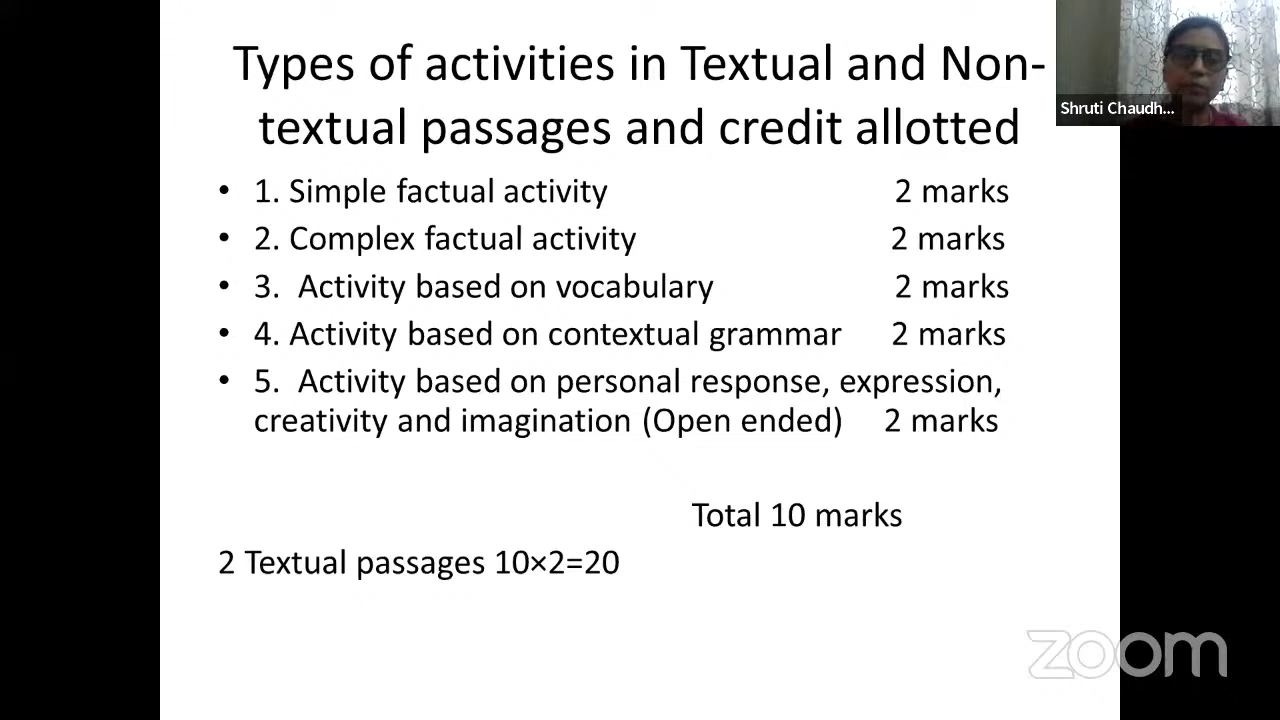 Types of activities in Textual and Non-
textual passages and credit allotted
Shruti Chaudh...
• 1. Simple factual activity 2 marks
• 2. Complex factual activity 2 marks
• 3. Activity based on vocabulary 2 marks
• 4. Activity based on contextual grammar 2 marks
• 5. Activity based on personal response, expression,
creativity and imagination (Open ended) 2 marks
Total 10 marks
2 Textual passages 10×2=20
zoom